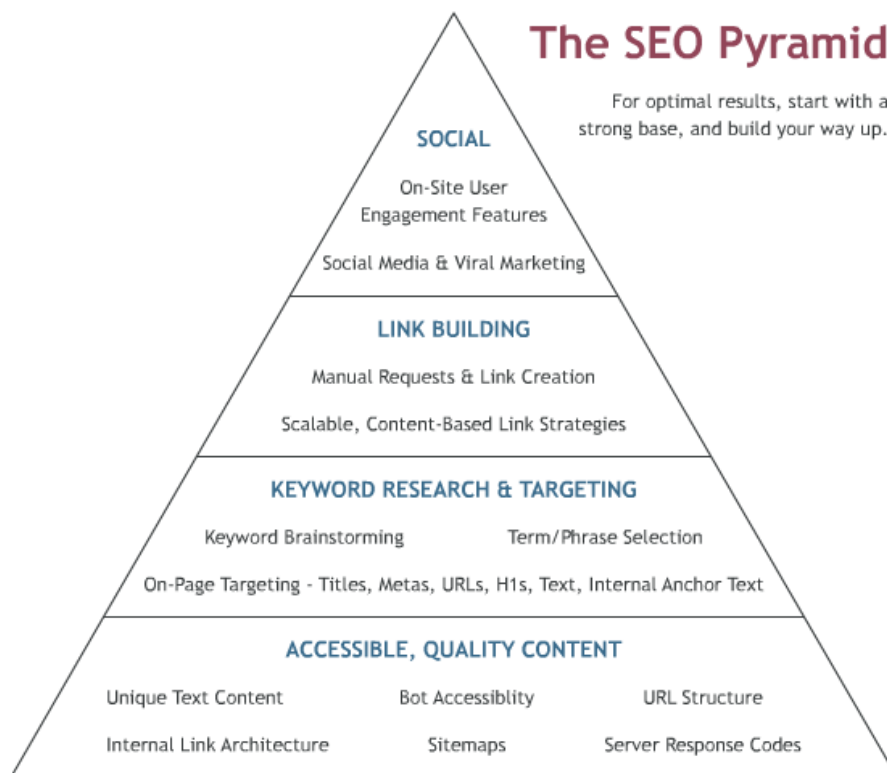 The SEO Pyramid
For optimal results, start with a
strong base, and build your way up.
SOCIAL
On-Site User
Engagement Features
Social Media & Viral Marketing
LINK BUILDING
Manual Requests & Link Creation
Scalable, Content-Based Link Strategies
KEYWORD RESEARCH & TARGETING
Keyword Brainstorming Term/Phrase Selection
On-Page Targeting - Titles, Metas, URLs, H1s, Text, Internal Anchor Text
ACCESSIBLE, QUALITY CONTENT
Unique Text Content Bot Accessiblity URL Structure
Internal Link Architecture Sitemaps Server Response Codes